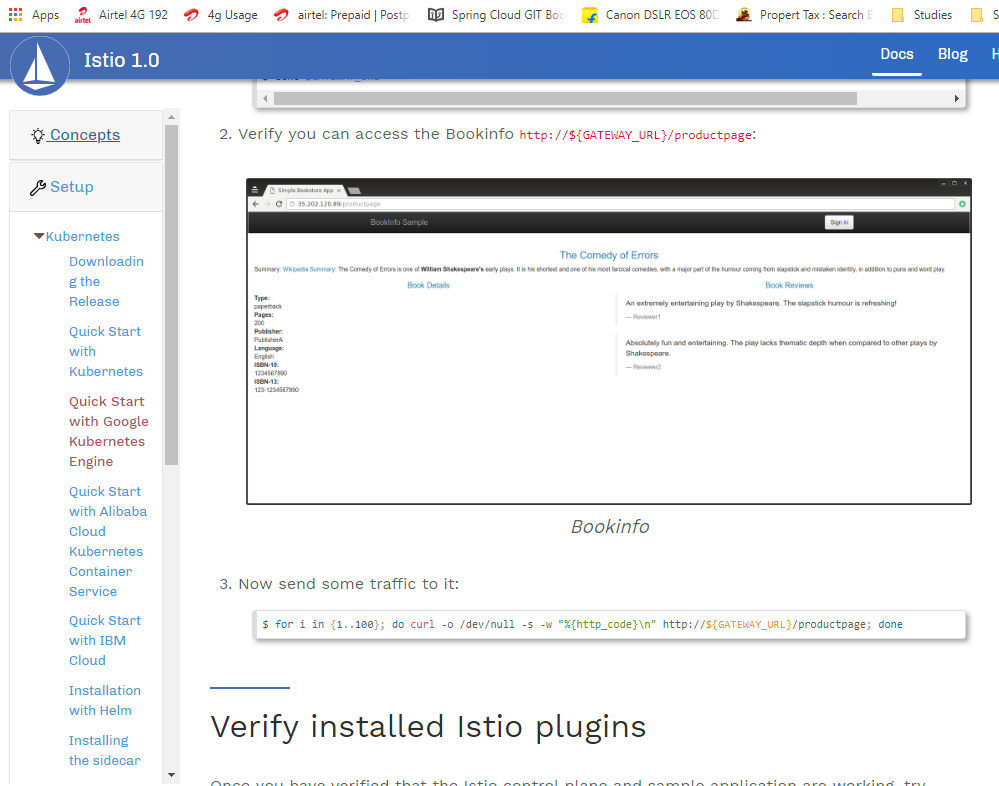 Apps Airtel 4G 192 4g Usage airtel: Prepaid | Postp Spring Cloud GIT Boo Canon DSLR EOS 80D Propert Tax : Search Studies S
Istio 1.0 Docs Blog H
Concepts
Setup
Kubernetes
Downloadin
g the
Release
Quick Start
with
Kubernetes
Quick Start
with Google
Kubernetes
Engine
Quick Start
with Alibaba
Cloud
Kubernetes
Container
Service
Quick Start
with IBM
Cloud
Installation
with Helm
Installing
the sidecar
2. Verify you can access the Bookinfo http://${GATEWAY_URL}/productpage:
Simple Bookstore App
35.202.120.89/productpage
BookInfo Sample Sign in
The Comedy of Errors
Summary: Wikipedia Summary: The Comedy of Errors is one of William Shakespeare's early plays. It is his shortest and one of his most farcical comedies, with a major part of the humour coming from slapstick and mistaken identity, in addition to puns and word play.
Book Details
Type:
paperback
Pages:
200
Publisher:
PublisherA
Language:
English
ISBN-10:
1234567890
ISBN-13:
123-1234567890
Book Reviews
An extremely entertaining play by Shakespeare. The slapstick humour is refreshing!
— Reviewer1
Absolutely fun and entertaining. The play lacks thematic depth when compared to other plays by
Shakespeare.
— Reviewer2
Bookinfo
3. Now send some traffic to it:
$ for i in {1..100}; do curl -o /dev/null -s -w "%{http_code}\n" http://${GATEWAY_URL}/productpage; done
Verify installed Istio plugins
Once you have verified that the Istio control plane and sample application are working, try